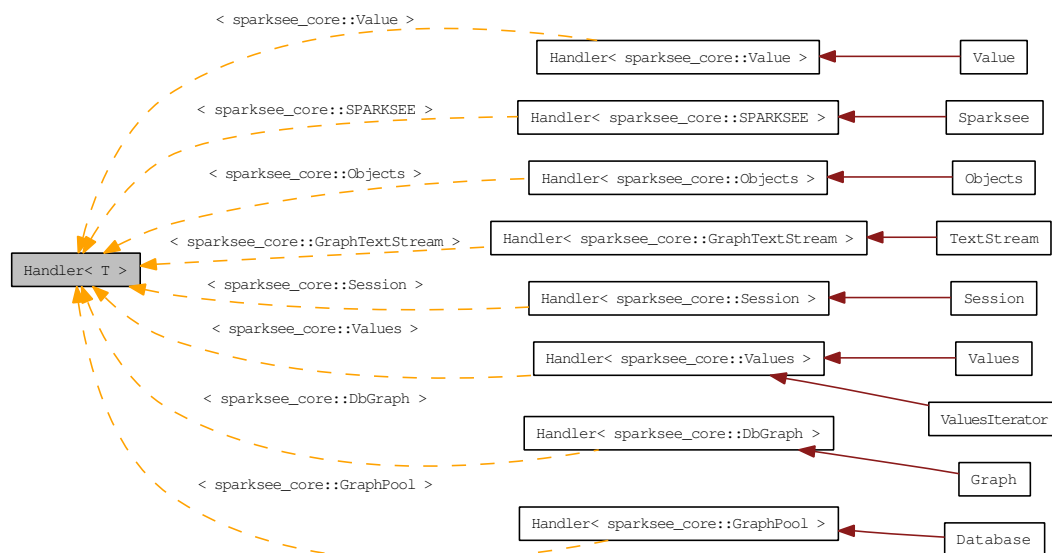 < sparksee_core::Value >
Handler< sparksee_core::Value >
Value
< sparksee_core::SPARKSEE >
Handler< sparksee_core::SPARKSEE >
Sparksee
< sparksee_core::Objects >
Handler< sparksee_core::Objects >
Objects
< sparksee_core::GraphTextStream >
Handler< sparksee_core::GraphTextStream >
TextStream
Handler< T >
< sparksee_core::Session >
Handler< sparksee_core::Session >
Session
< sparksee_core::Values >
Handler< sparksee_core::Values >
Values
< sparksee_core::DbGraph >
ValuesIterator
Handler< sparksee_core::DbGraph >
Graph
< sparksee_core::GraphPool >
Handler< sparksee_core::GraphPool >
Database